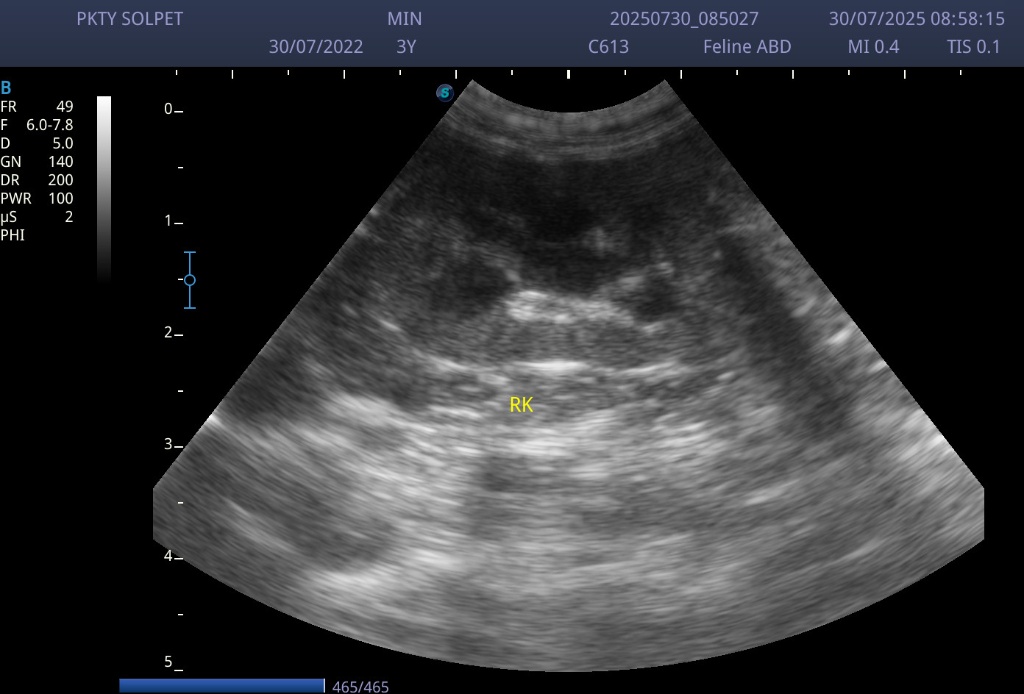 PKTY SOLPET MIN 20250730_085027 30/07/2025 08:58:15
30/07/2022 3Y C613 Feline ABD MI 0.4 TIS 0.1
B
FR 49
F 6.0-7.8
D 5.0
GN 140
DR 200
PWR 100
µS 2
PHI
S
0
1
2
RK
3
4
5
465/465